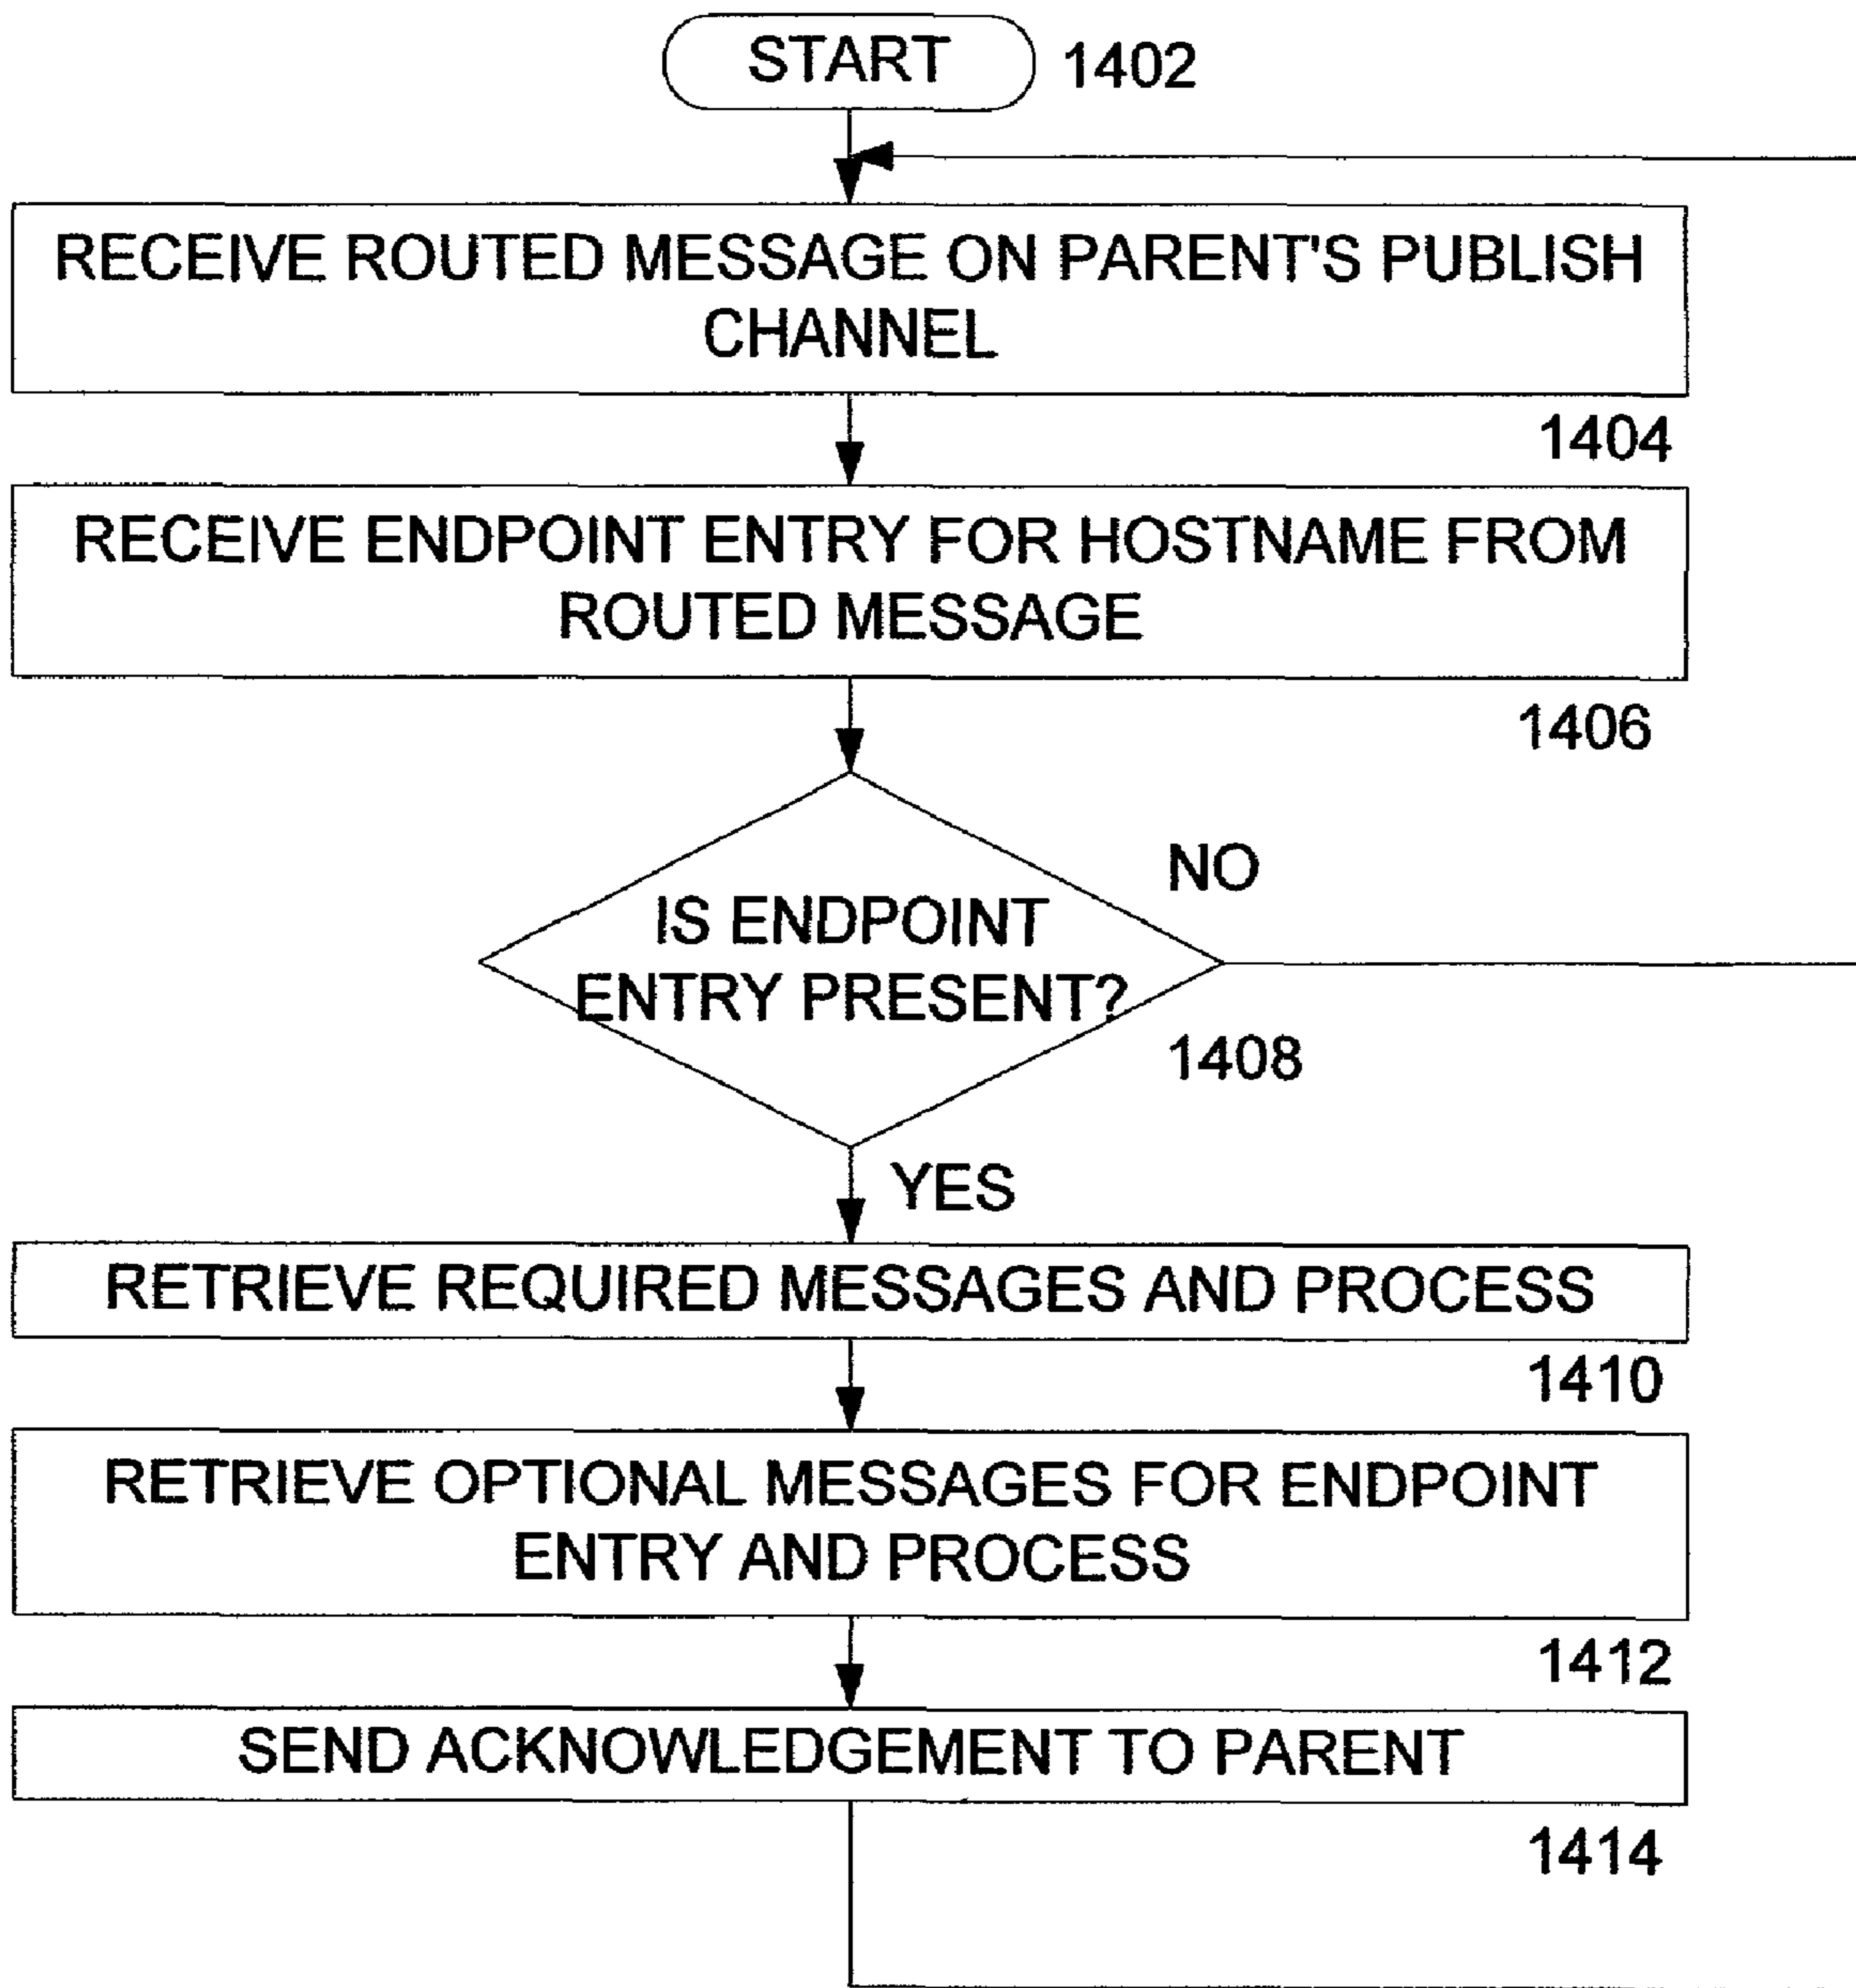 START 1402
RECEIVE ROUTED MESSAGE ON PARENT'S PUBLISH
CHANNEL
1404
RECEIVE ENDPOINT ENTRY FOR HOSTNAME FROM
ROUTED MESSAGE
1406
NO
IS ENDPOINT
ENTRY PRESENT?
1408
YES
RETRIEVE REQUIRED MESSAGES AND PROCESS
1410
RETRIEVE OPTIONAL MESSAGES FOR ENDPOINT
ENTRY AND PROCESS
1412
SEND ACKNOWLEDGEMENT TO PARENT
1414